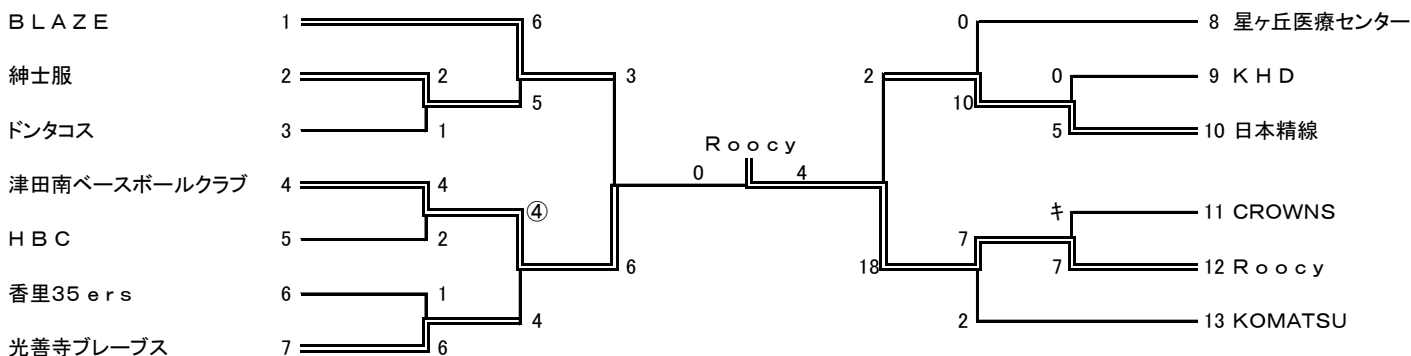 ＢＬＡＺＥ 1 6 0 8 星ヶ丘医療センター
紳士服 2 2 3 2 0 9 ＫＨＤ
5 10
ドンタコス 3 1 5 10 日本精線
Ｒｏｏｃｙ
0 4
津田南ベースボールクラブ 4 4
④ キ 11 CROWNS
ＨＢＣ 5 2 7
6 18 7 12 Ｒｏｏｃｙ
香里35ｅｒｓ 6 1
4 2 13 KOMATSU
光善寺ブレーブス 7 6